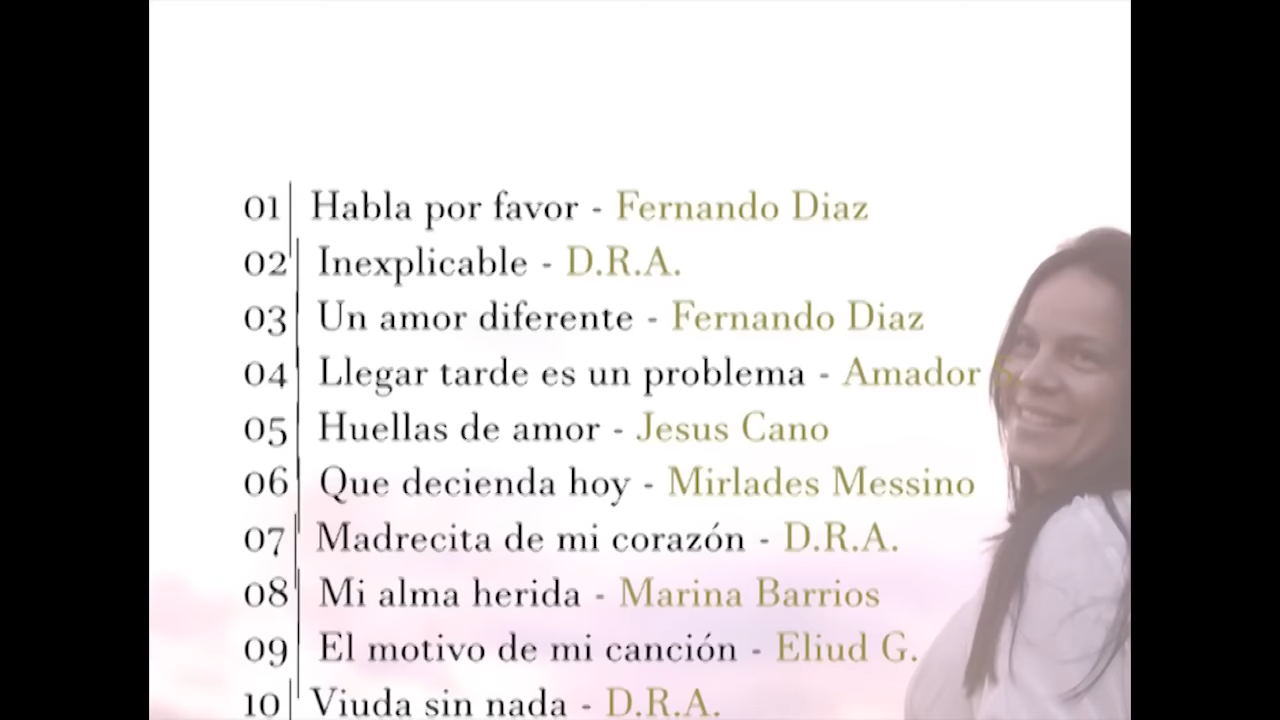 01 Habla por favor - Fernando Diaz
02 Inexplicable - D.R.A.
03 Un amor diferente - Fernando Diaz
04 Llegar tarde es un problema - Amador S.
05 Huellas de amor - Jesus Cano
06 Que decienda hoy - Mirlades Messino
07 Madrecita de mi corazón - D.R.A.
08 Mi alma herida - Marina Barrios
09 El motivo de mi canción - Eliud G.
10 Viuda sin nada - D.R.A.